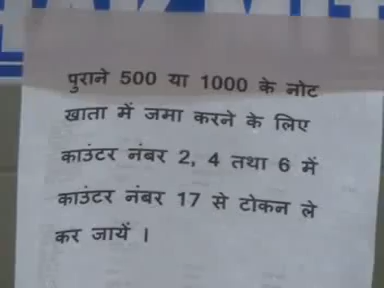 पुराने 500 या 1000 के नोट
खाता में जमा करने के लिए
काउंटर नंबर 2, 4 तथा 6 में
काउंटर नंबर 17 से टोकन ले
कर जायें ।